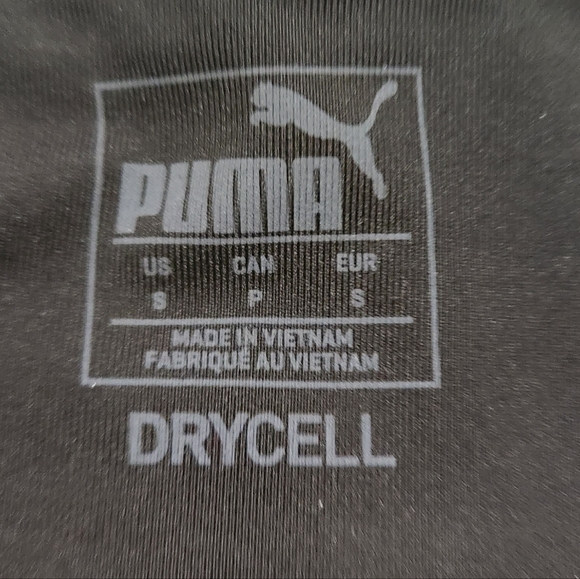 PUMA
US CAN EUR
S P S
MADE IN VIETNAM
FABRIQUÉ AU VIETNAM
DRYCELL